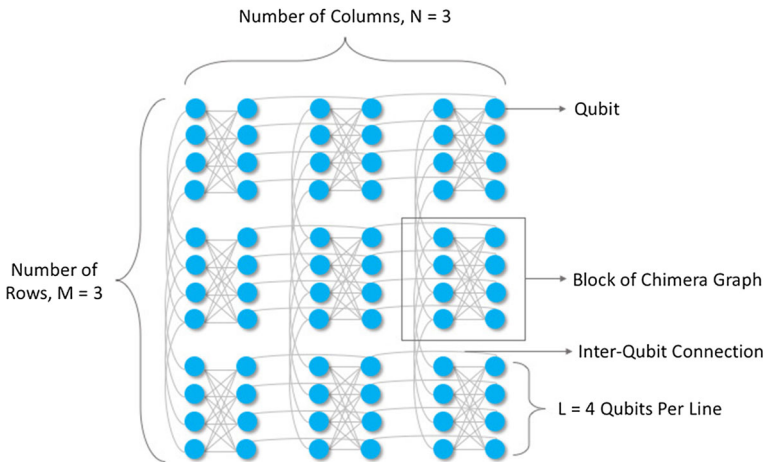 Number of Columns, N = 3
Qubit
Number of
Rows, M = 3
Block of Chimera Graph
Inter-Qubit Connection
L = 4 Qubits Per Line